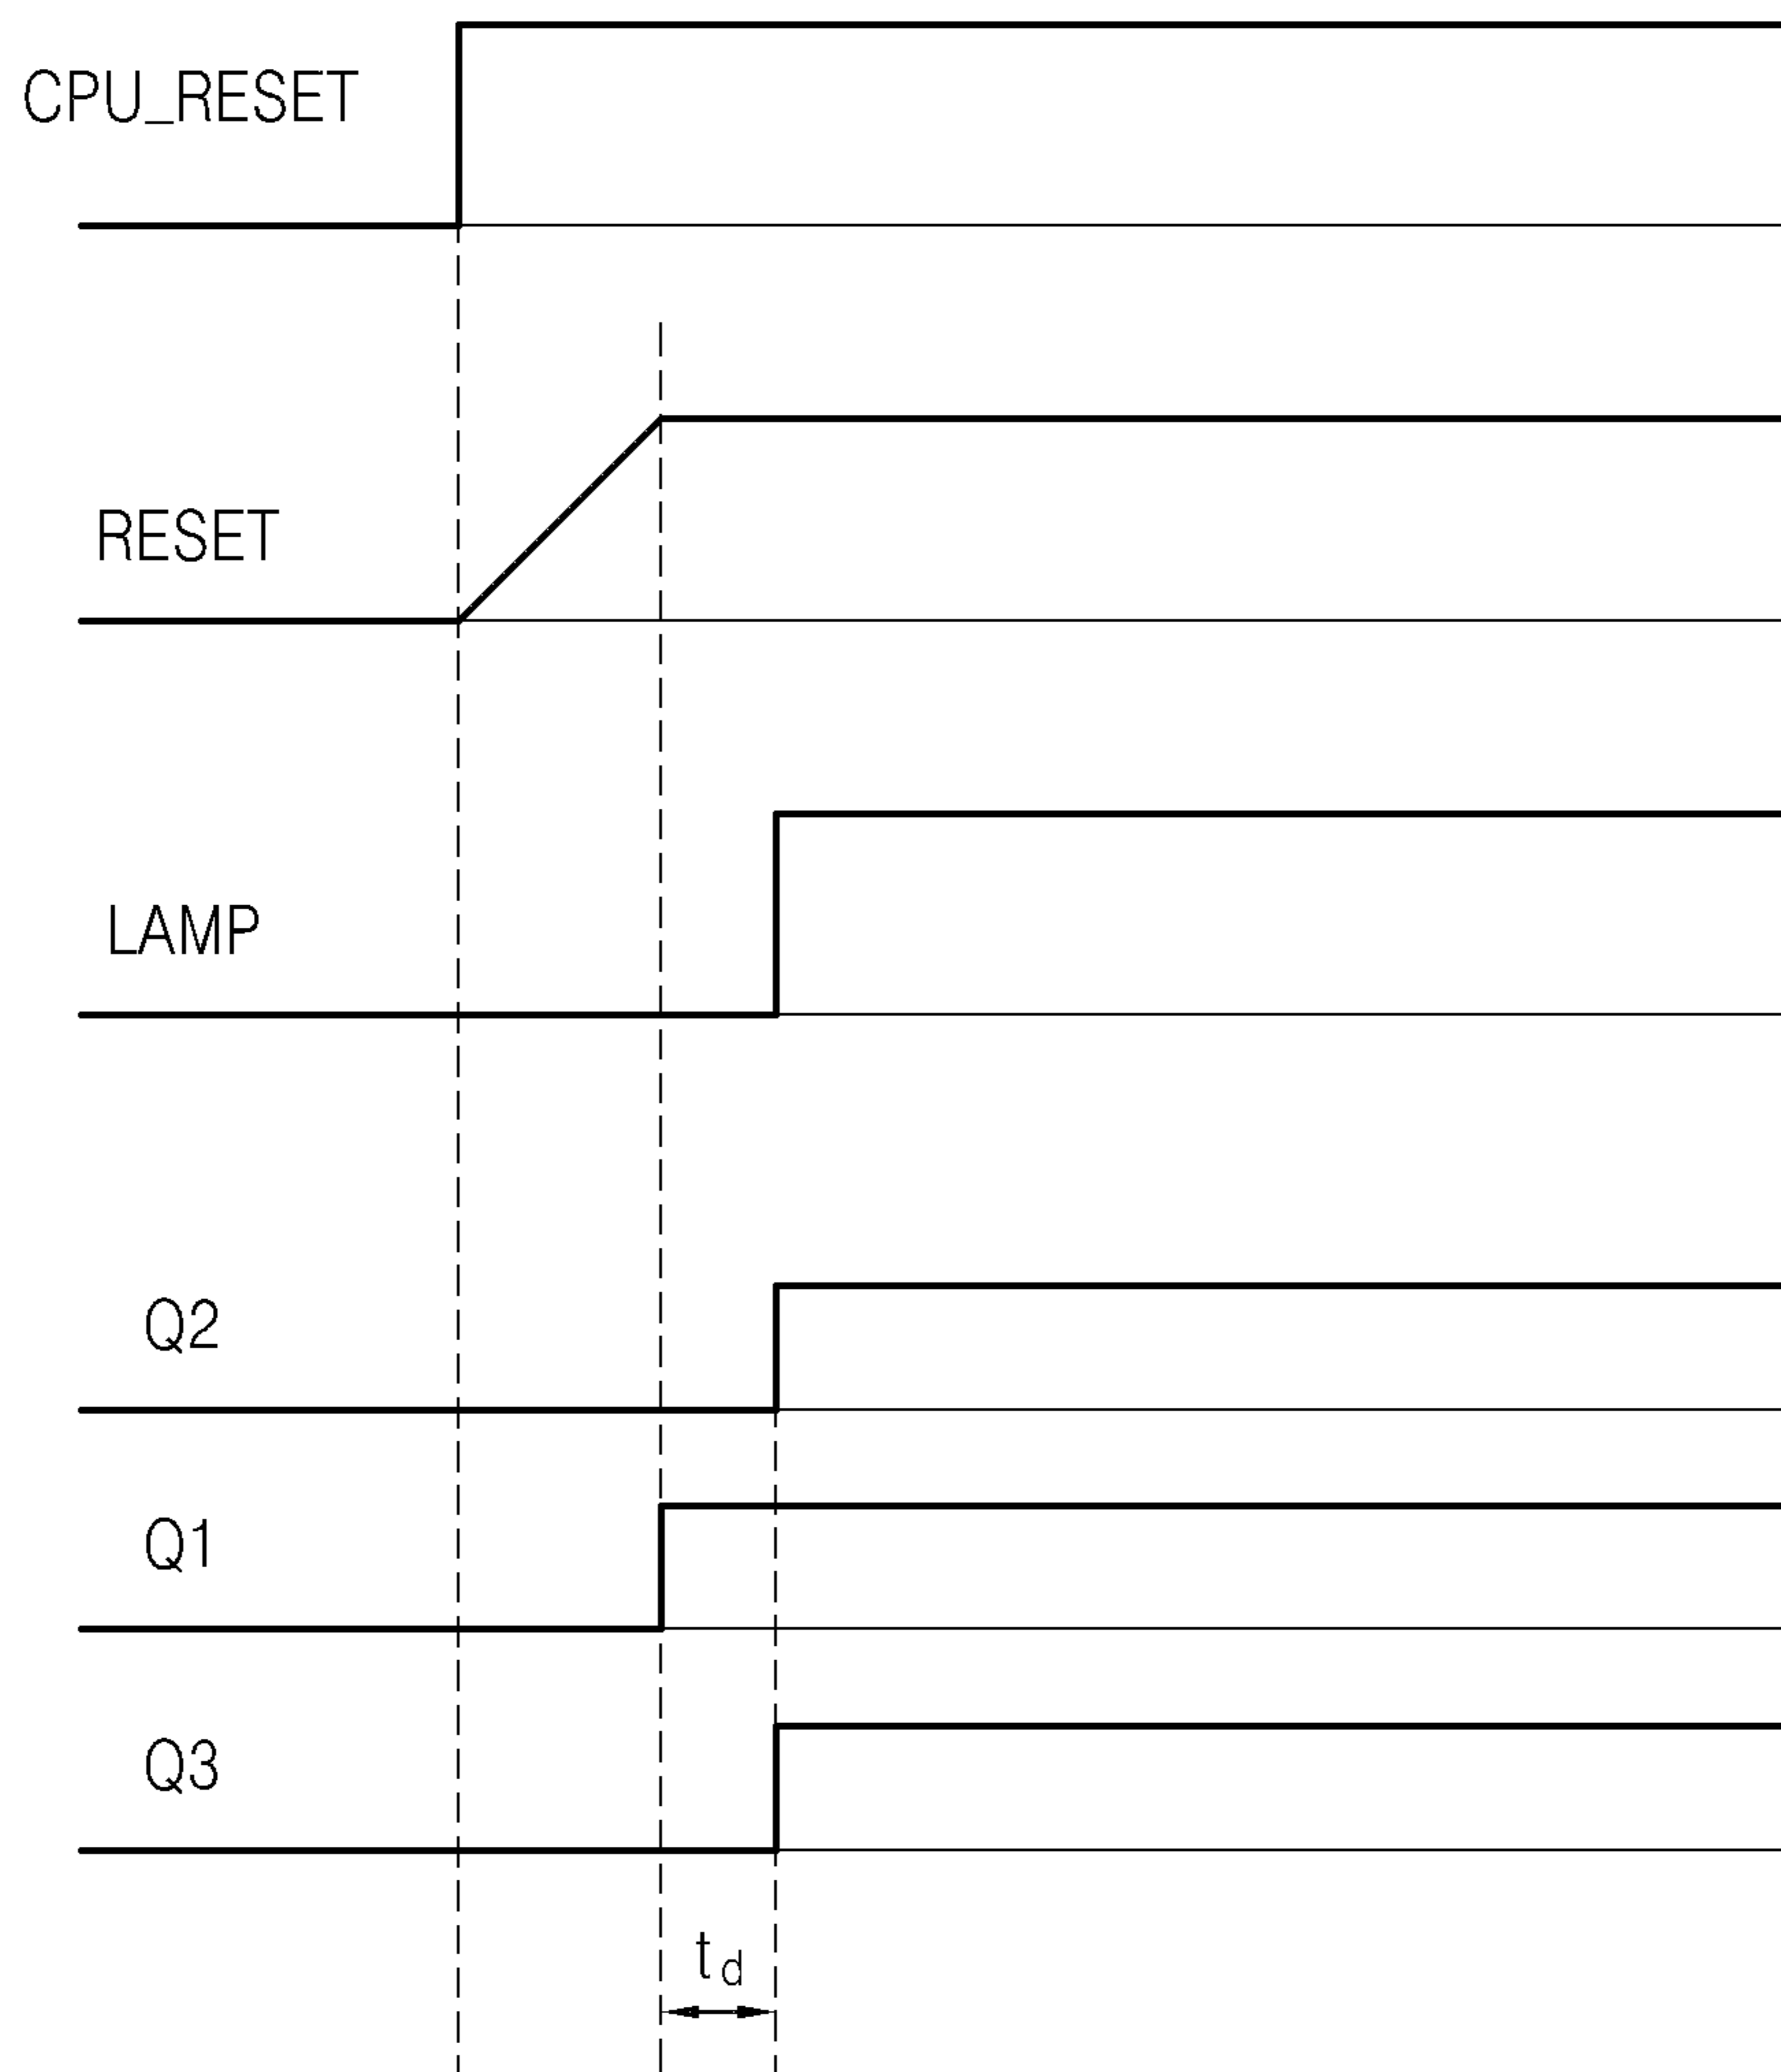 CPU_RESET
RESET
LAMP
Q2
Q1
Q3
td